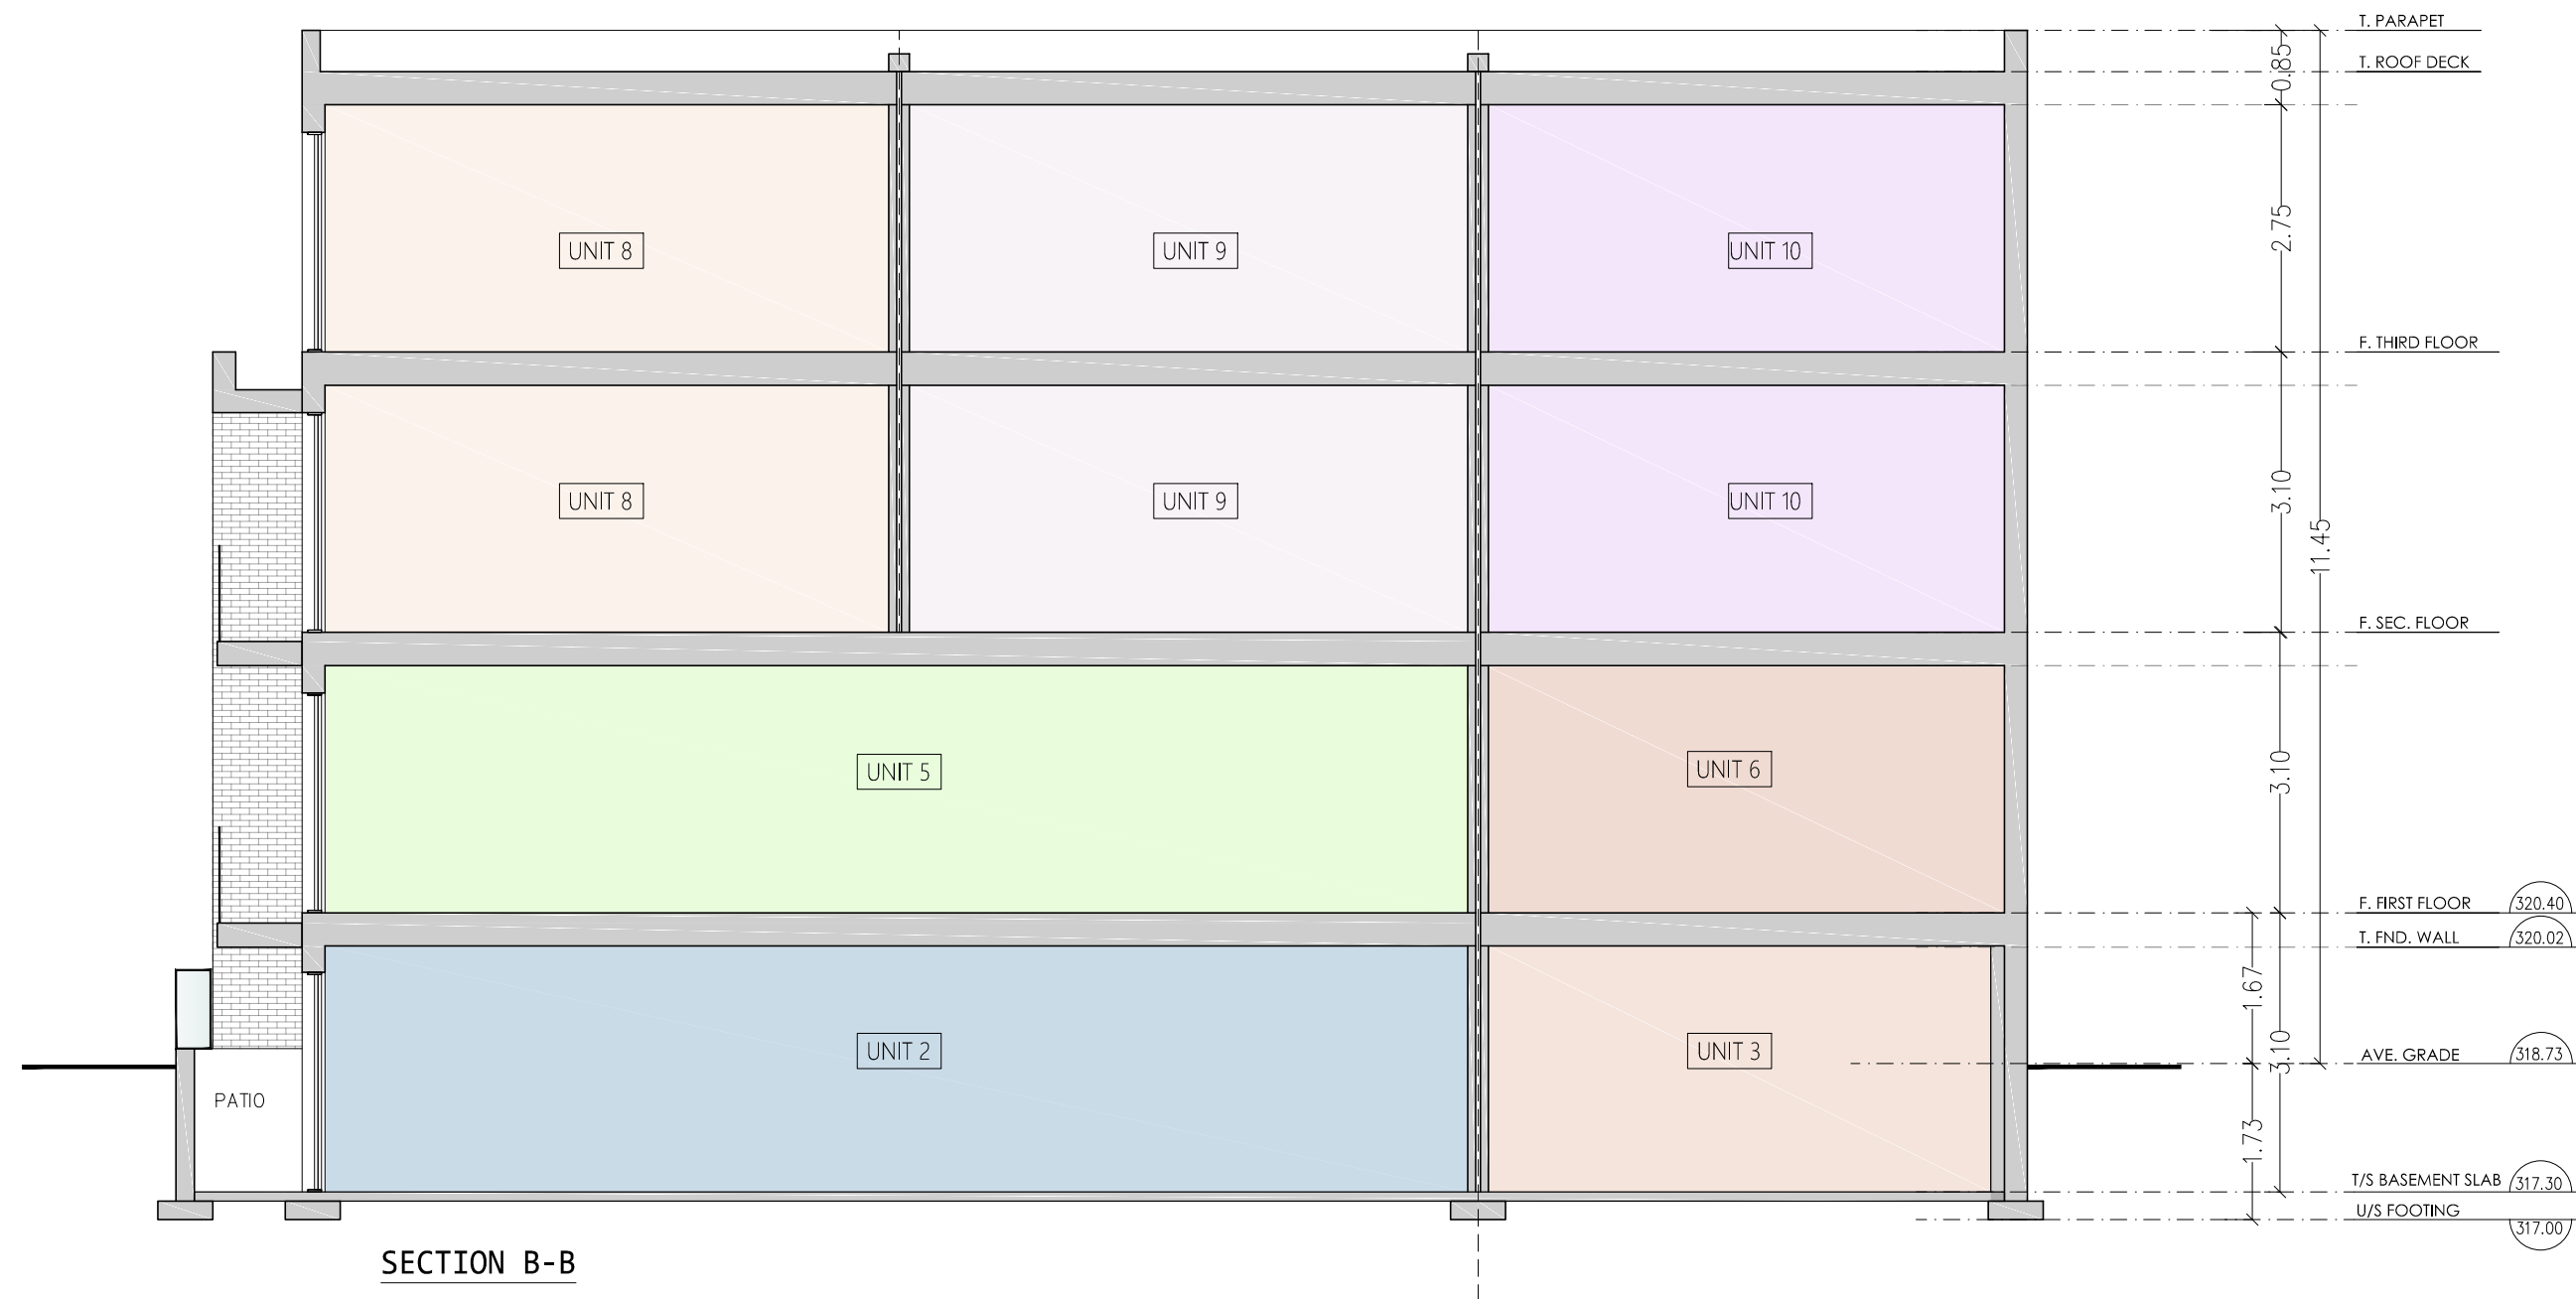 T. PARAPET
0.85
T. ROOF DECK
UNIT 8
UNIT 9
UNIT 10
2.75
F. THIRD FLOOR
UNIT 8
UNIT 9
UNIT 10
3.10
11.45
F. SEC. FLOOR
UNIT 5
UNIT 6
3.10
F. FIRST FLOOR 320.40
T. FND. WALL 320.02
1.67
UNIT 2
UNIT 3
3.10
AVE. GRADE 318.73
PATIO
1.73
T/S BASEMENT SLAB 317.30
U/S FOOTING
317.00
SECTION B-B